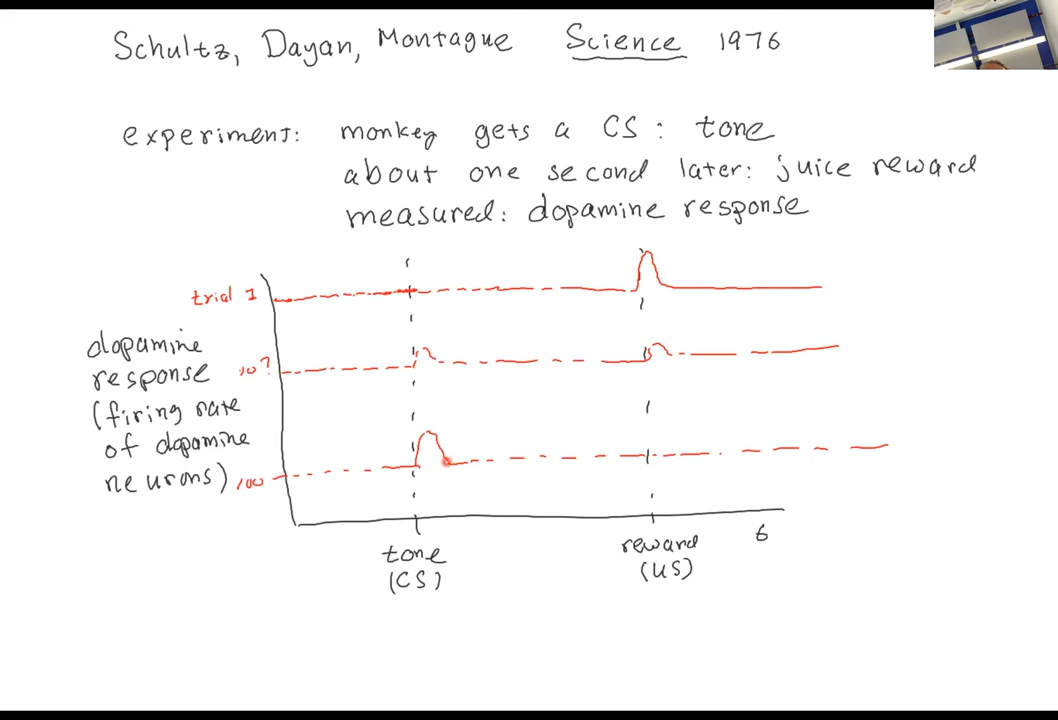 Schultz, Dayan, Montague Science 1976
experiment: monkey gets a CS: tone
about one second later: juice reward
measured: dopamine response
trial 1
dopamine
response
10?
(firing rate
of dopamine
neurons)
100
tone
(CS)
reward
(US)
6